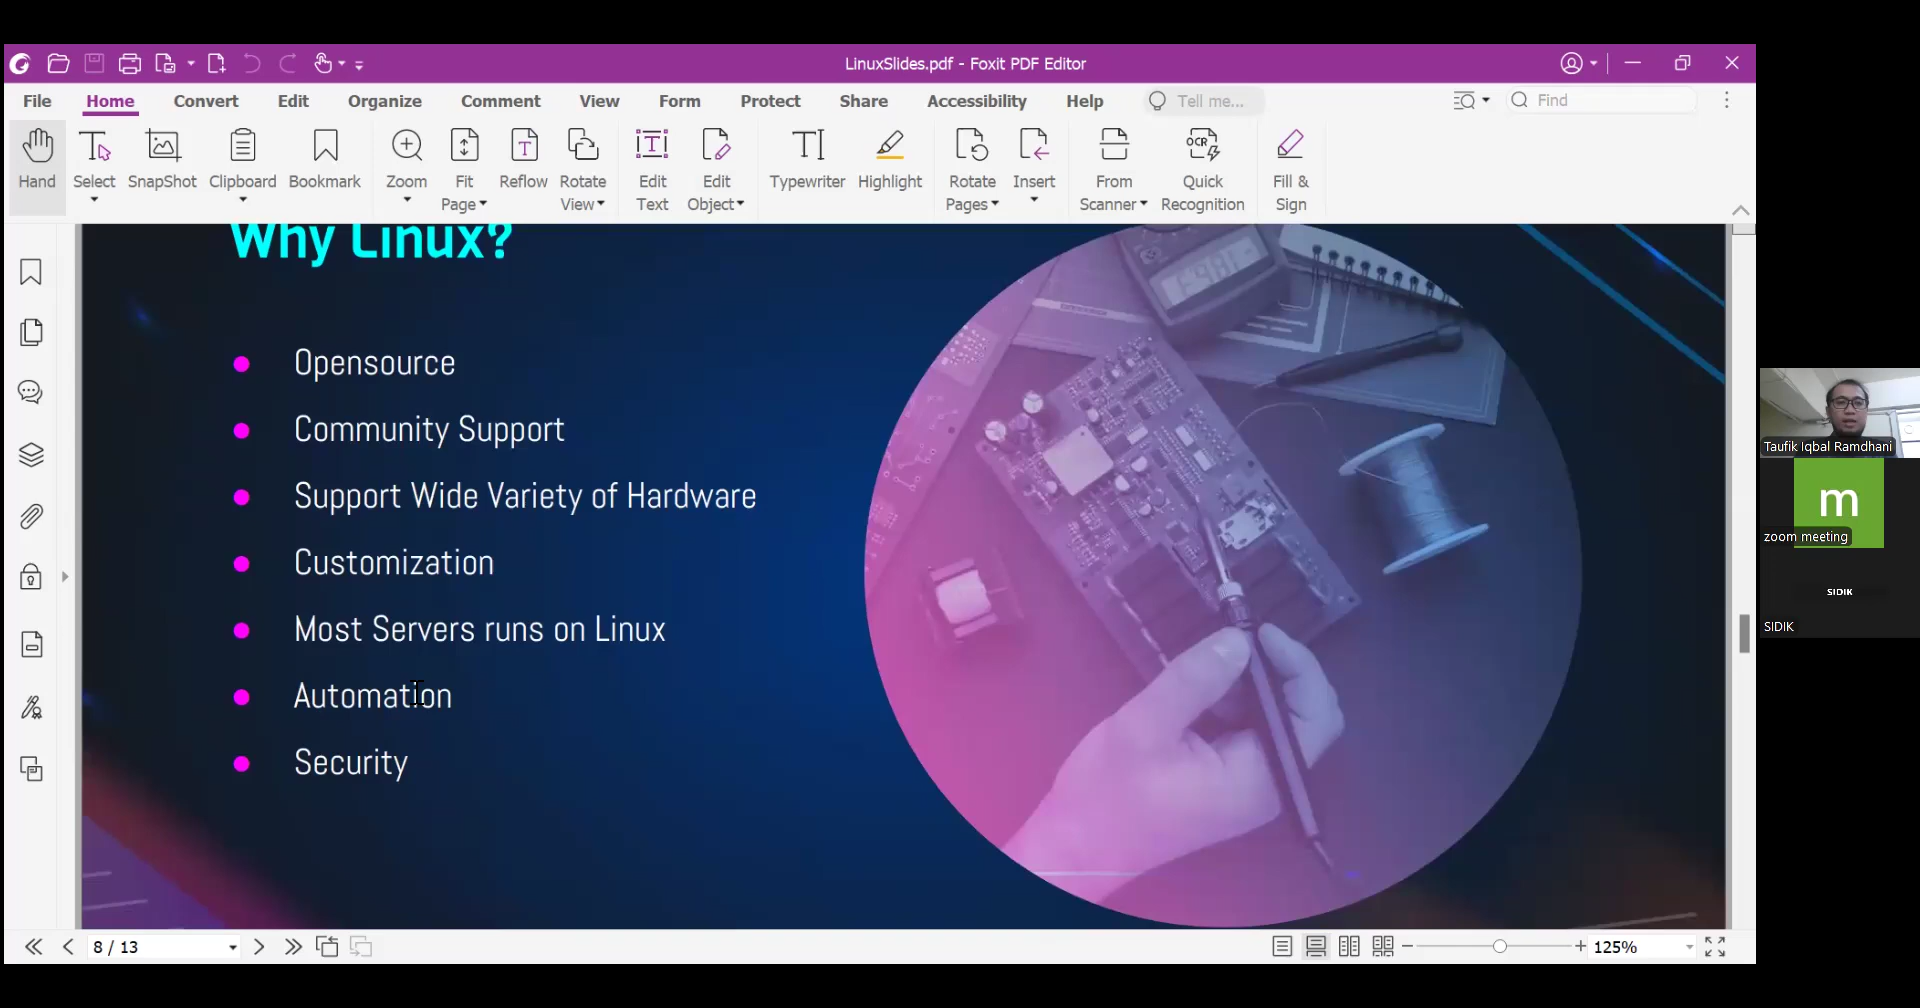 LinuxSlides.pdf - Foxit PDF Editor
File Home Convert Edit Organize Comment View Form Protect Share Accessibility Help Tell me... Find
Hand Select SnapShot Clipboard Bookmark Zoom Fit Page Reflow Rotate View Edit Text Edit Object Typewriter Highlight Rotate Pages Insert From Scanner OCR Quick Recognition Fill & Sign
Why Linux?
Opensource
Community Support
Support Wide Variety of Hardware
Customization
Most Servers runs on Linux
Automation
Security
Taufik Iqbal Ramdhani
m
zoom meeting
SIDIK
SIDIK
8 / 13
125%